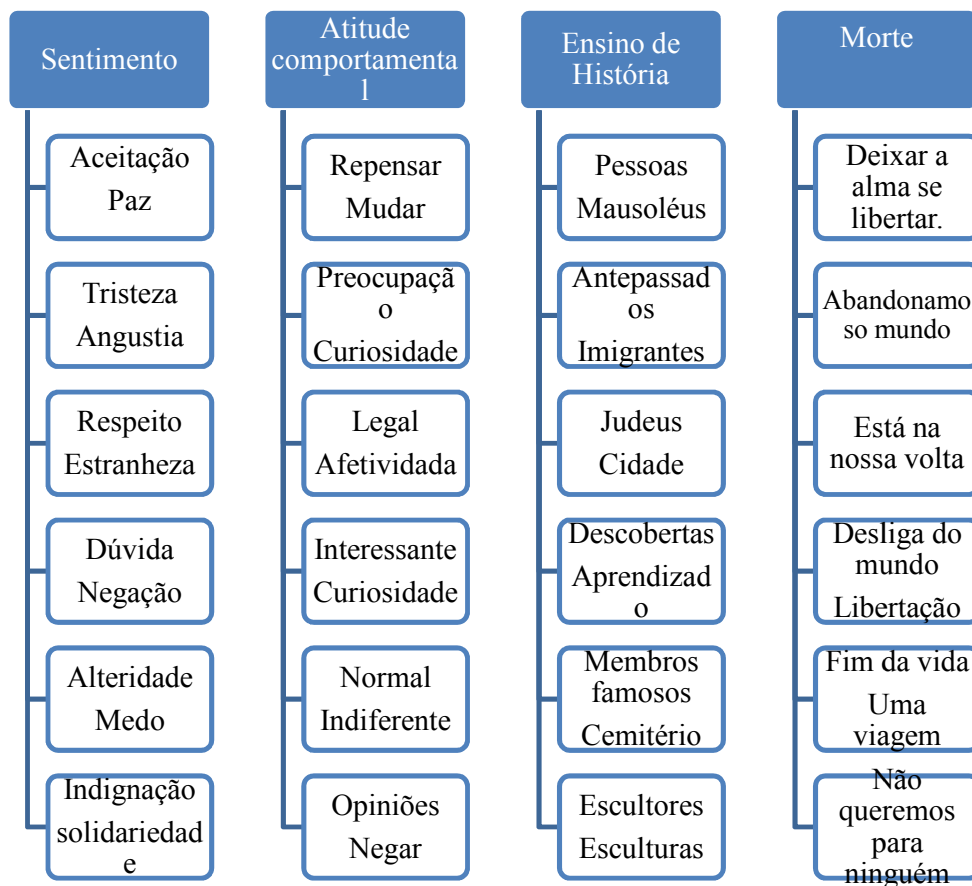 Sentimento
Aceitação
Paz
Tristeza
Angustia
Respeito
Estranheza
Dúvida
Negação
Alteridade
Medo
Indignação
solidariedad
e
Atitude
comportamenta
l
Repensar
Mudar
Preocupaçã
o
Curiosidade
Legal
Afetividada
Interessante
Curiosidade
Normal
Indiferente
Opiniões
Negar
Ensino de
História
Pessoas
Mausoléus
Antepassad
os
Imigrantes
Judeus
Cidade
Descobertas
Aprendizad
o
Membros
famosos
Cemitério
Escultores
Esculturas
Morte
Deixar a
alma se
libertar.
Abandonamo
so mundo
Está na
nossa volta
Desliga do
mundo
Libertação
Fim da vida
Uma
viagem
Não
queremos
para
ninguém